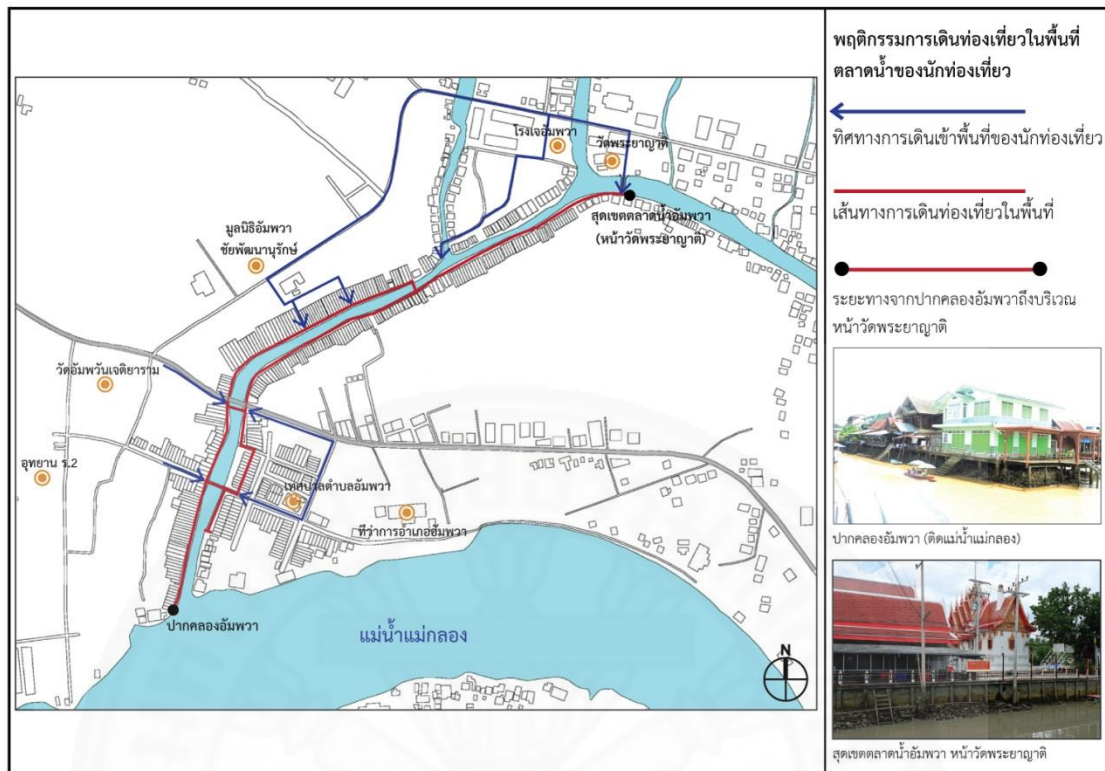 โรงเจอัมพวา
วัดพระยาญาติ
สุดเขตตลาดน้ำอัมพวา
(หน้าวัดพระยาญาติ)
มูลนิธิอัมพวา
ชัยพัฒนานุรักษ์
วัดอัมพวันเจติยาราม
อุทยาน ร.2
เทศบาลตำบลอัมพวา
ที่ว่าการอำเภออัมพวา
ปากคลองอัมพวา
แม่น้ำแม่กลอง
N
พฤติกรรมการเดินท่องเที่ยวในพื้นที่
ตลาดน้ำของนักท่องเที่ยว
ทิศทางการเดินเข้าพื้นที่ของนักท่องเที่ยว
เส้นทางการเดินท่องเที่ยวในพื้นที่
ระยะทางจากปากคลองอัมพวาถึงบริเวณ
หน้าวัดพระยาญาติ
ปากคลองอัมพวา (ติดแม่น้ำแม่กลอง)
สุดเขตตลาดน้ำอัมพวา หน้าวัดพระยาญาติ